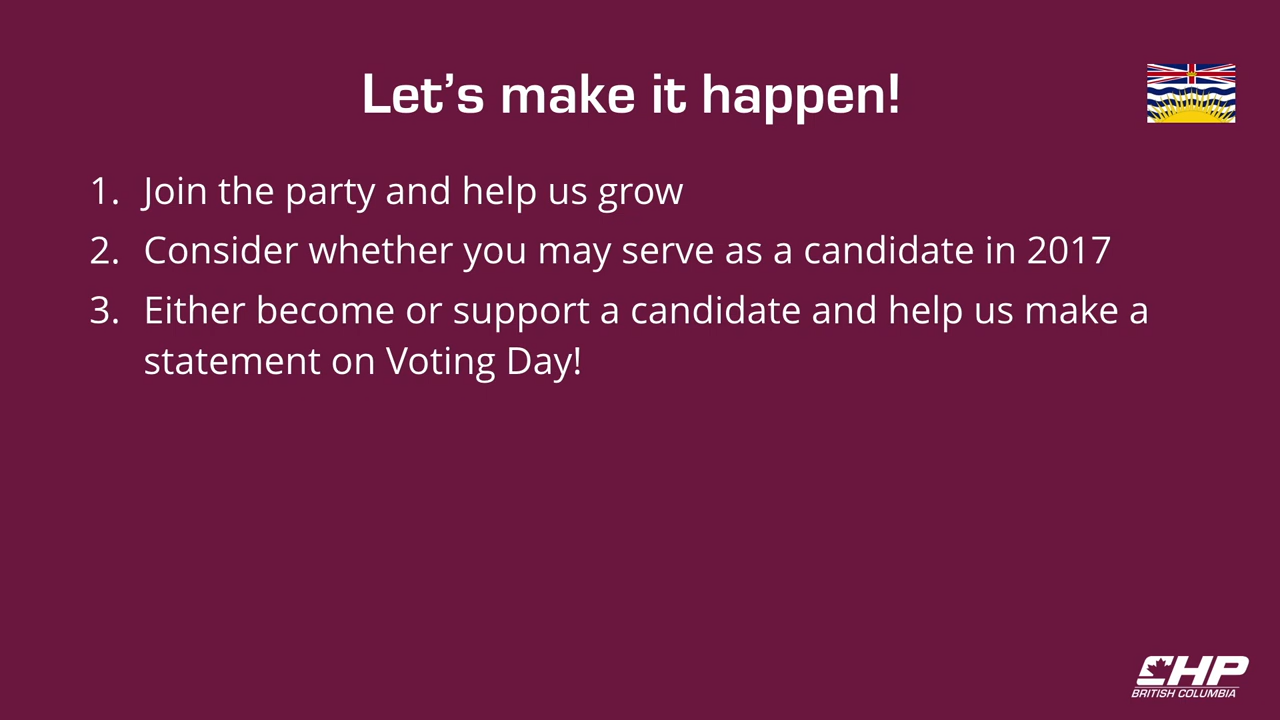 Let's make it happen!
1. Join the party and help us grow
2. Consider whether you may serve as a candidate in 2017
3. Either become or support a candidate and help us make a
statement on Voting Day!
CHP
BRITISH COLUMBIA